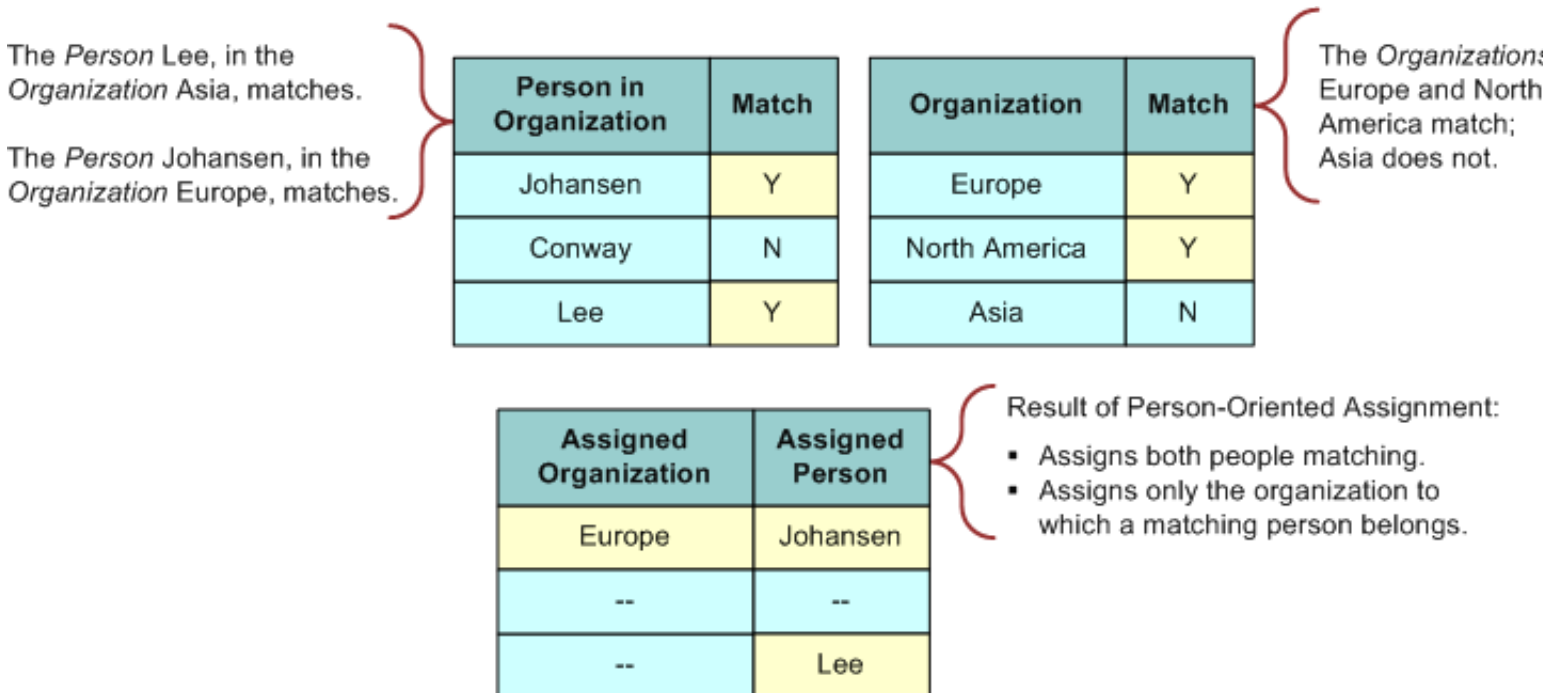 The Person Lee, in the
Organization Asia, matches.
The Person Johansen, in the
Organization Europe, matches.
Person in
Organization
Match
Johansen
Y
Conway
N
Lee
Y
Organization
Match
Europe
Y
North America
Y
Asia
N
The Organizations
Europe and North
America match;
Asia does not.
Assigned
Organization
Assigned
Person
Europe
Johansen
--
--
--
Lee
Result of Person-Oriented Assignment:
▪ Assigns both people matching.
▪ Assigns only the organization to
which a matching person belongs.